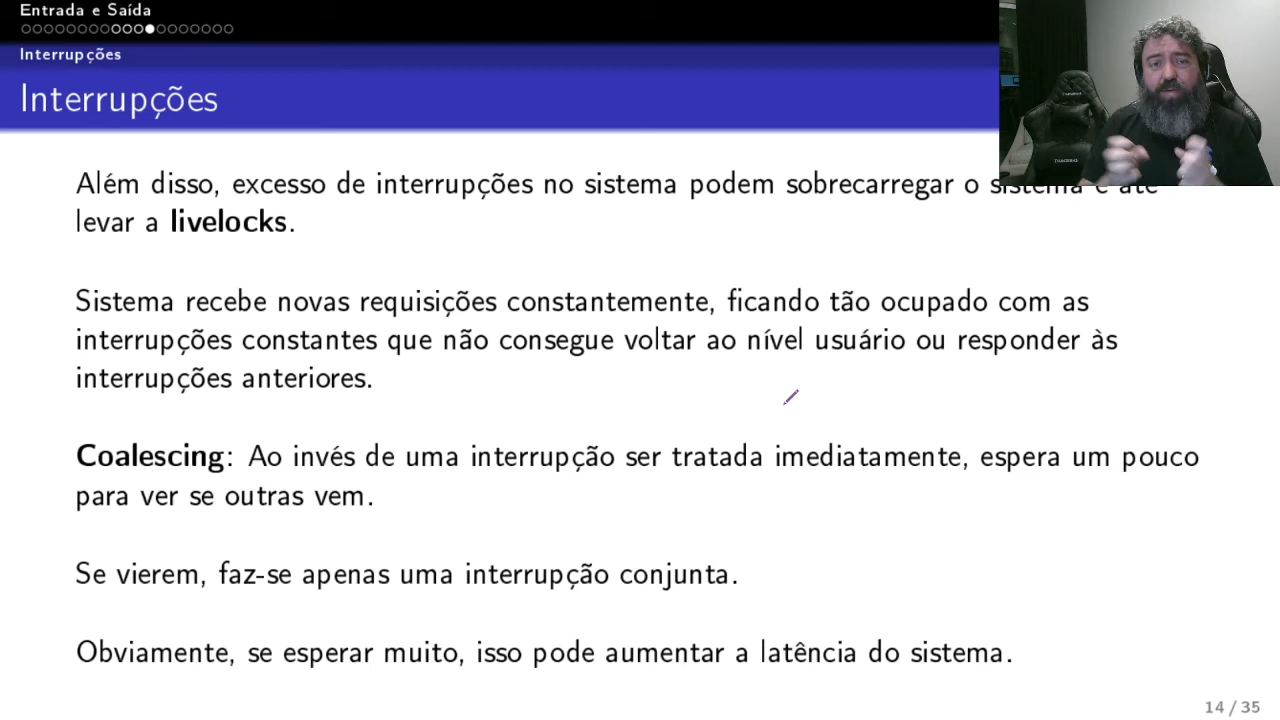 Entrada e Saída
Interrupções
Interrupções
Além disso, excesso de interrupções no sistema podem sobrecarregar o sistema e até
levar a livelocks.
Sistema recebe novas requisições constantemente, ficando tão ocupado com as
interrupções constantes que não consegue voltar ao nível usuário ou responder às
interrupções anteriores.
Coalescing: Ao invés de uma interrupção ser tratada imediatamente, espera um pouco
para ver se outras vem.
Se vierem, faz-se apenas uma interrupção conjunta.
Obviamente, se esperar muito, isso pode aumentar a latência do sistema.
14 / 35